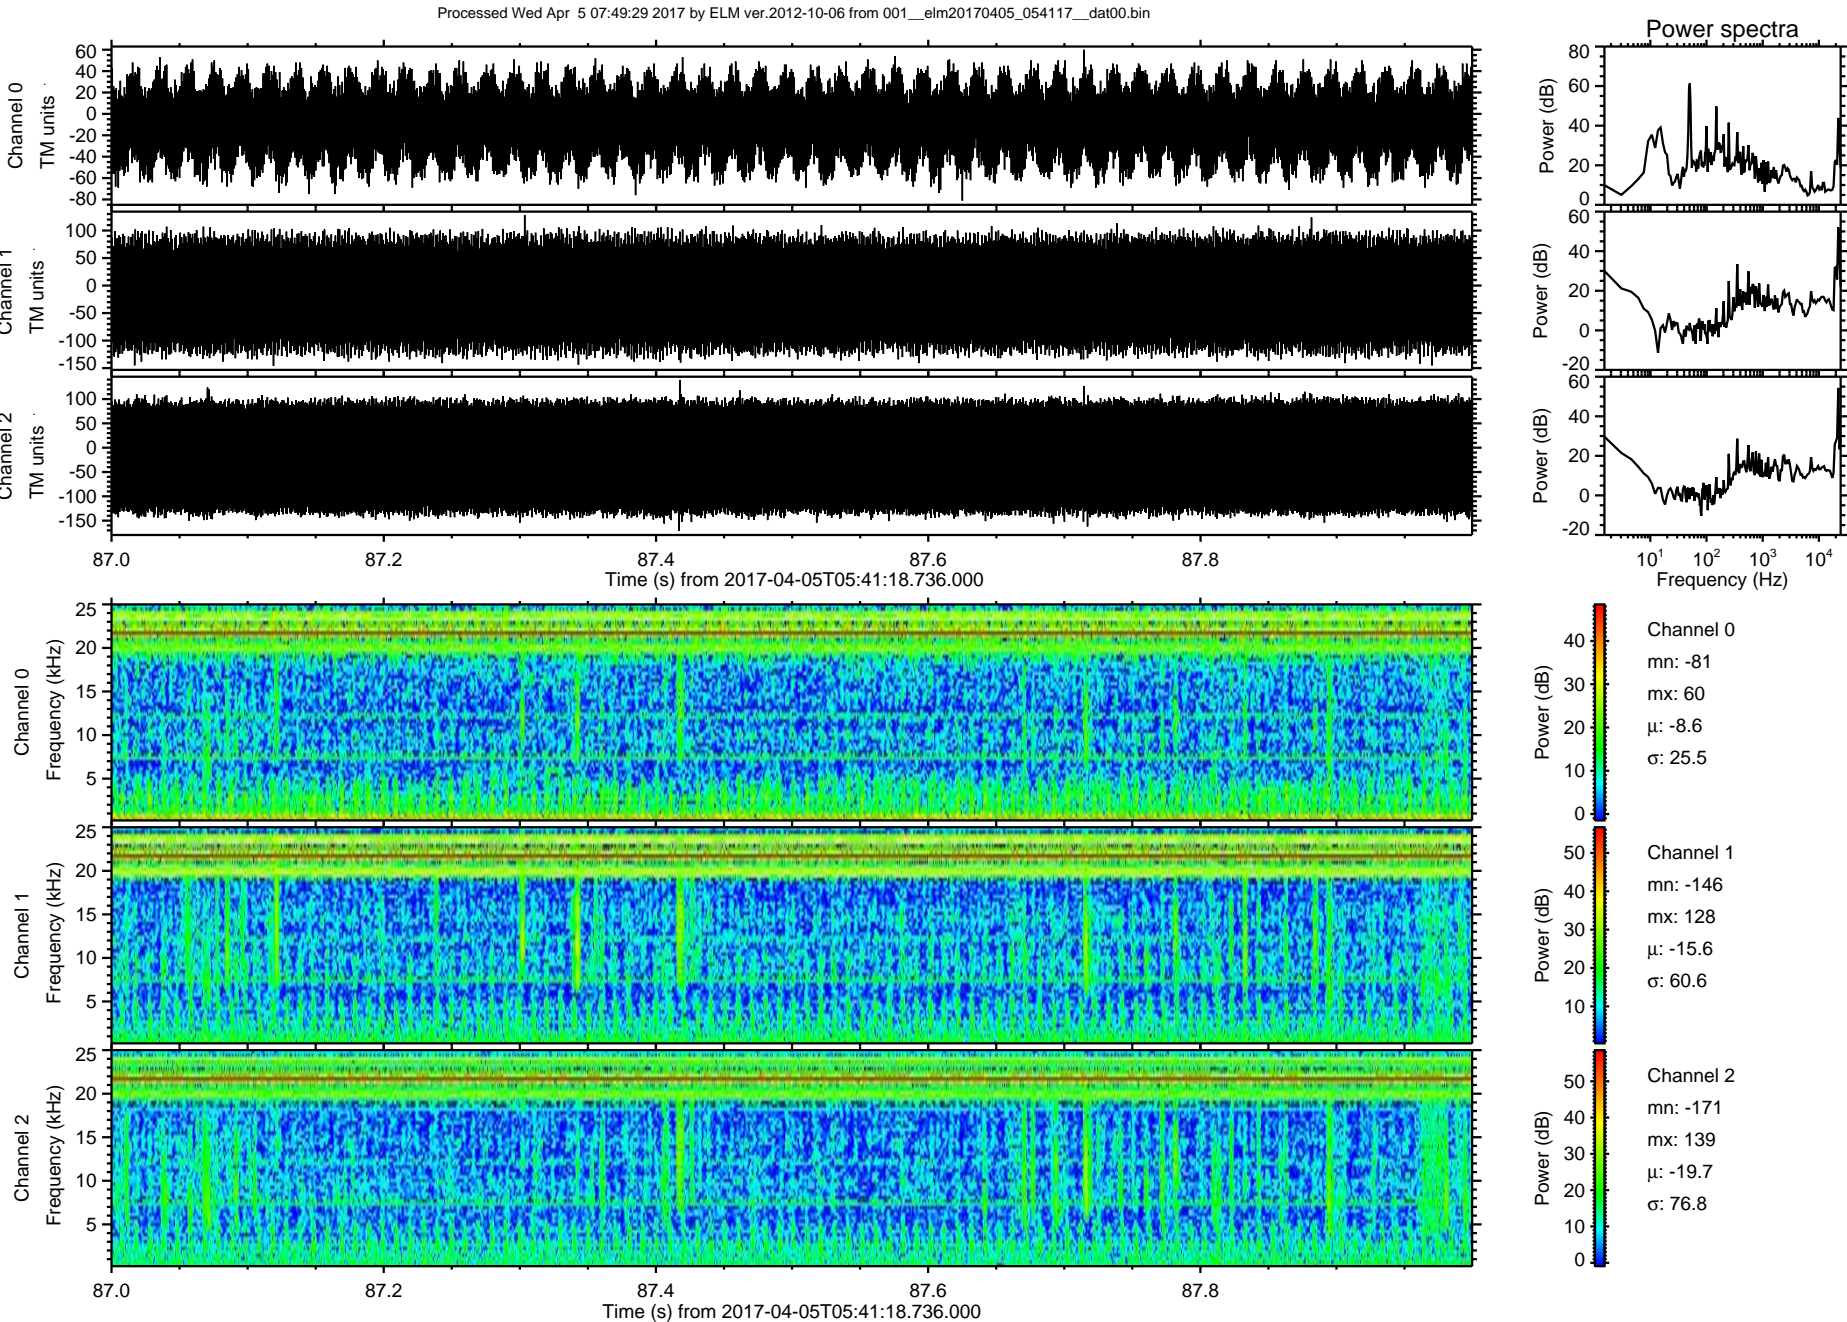 Processed Wed Apr  5 07:49:29 2017 by ELM ver.2012-10-06 from 001__elm20170405_054117__dat00.bin
Power spectra
Channel 0
TM units
60
40
20
0
-20
-40
-60
-80
Power (dB)
80
60
40
20
0
Channel 1
TM units
100
50
0
-50
-100
-150
Power (dB)
60
40
20
0
-20
Channel 2
TM units
100
50
0
-50
-100
-150
Power (dB)
60
40
20
0
-20
87.0 87.2 87.4 87.6 87.8
Time (s) from 2017-04-05T05:41:18.736.000
10¹ 10² 10³ 10⁴
Frequency (Hz)
Channel 0
Frequency (kHz)
25
20
15
10
5
Power (dB)
40
30
20
10
0
Channel 0
mn: -81
mx: 60
µ: -8.6
σ: 25.5
Channel 1
Frequency (kHz)
25
20
15
10
5
Power (dB)
50
40
30
20
10
Channel 1
mn: -146
mx: 128
µ: -15.6
σ: 60.6
Channel 2
Frequency (kHz)
25
20
15
10
5
Power (dB)
50
40
30
20
10
0
Channel 2
mn: -171
mx: 139
µ: -19.7
σ: 76.8
87.0 87.2 87.4 87.6 87.8
Time (s) from 2017-04-05T05:41:18.736.000